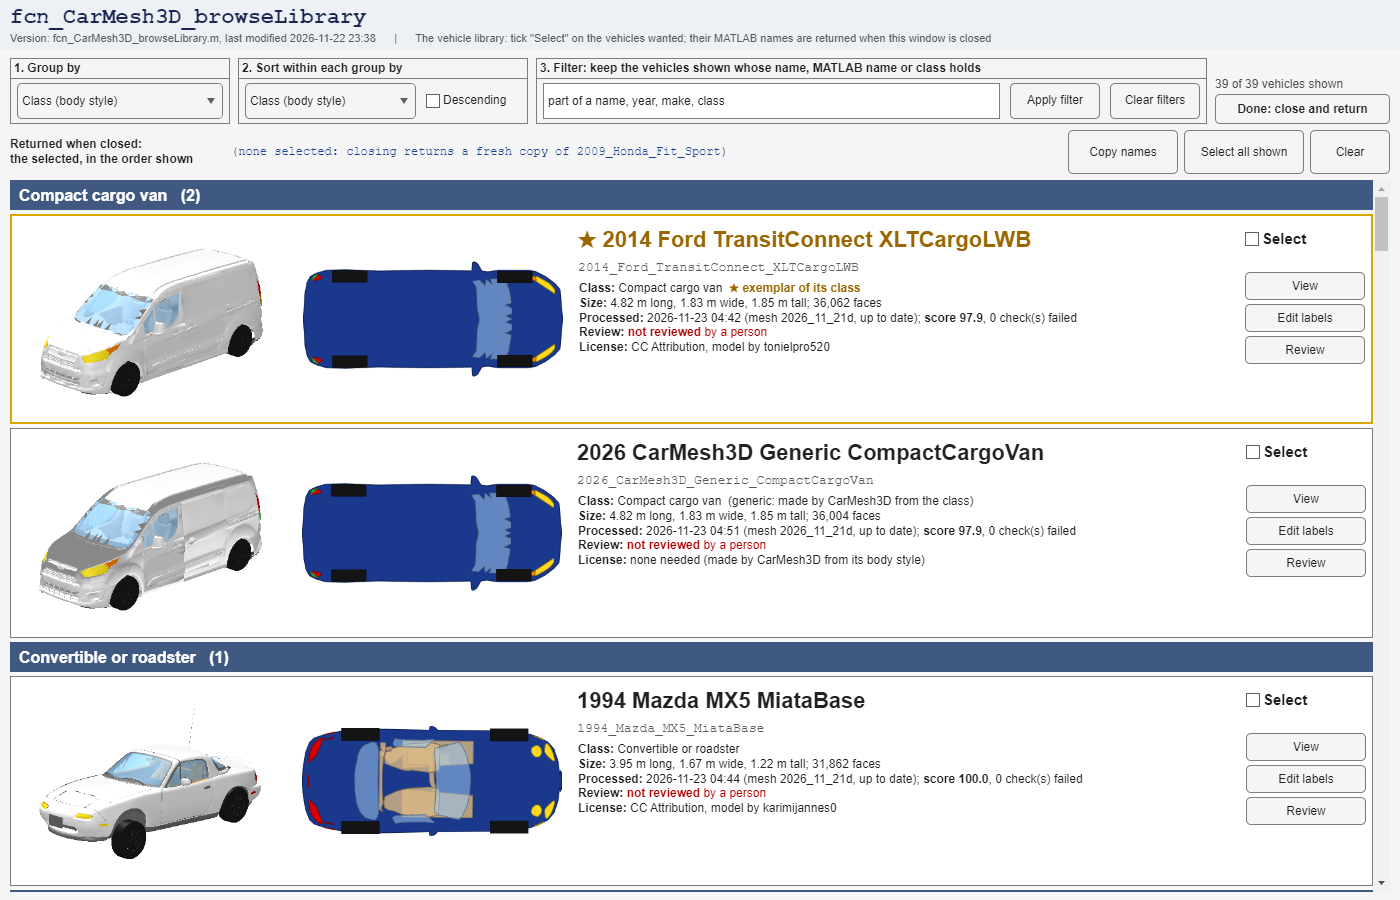 fcn_CarMesh3D_browseLibrary
Version: fcn_CarMesh3D_browseLibrary.m, last modified 2026-11-22 23:38 | The vehicle library: tick "Select" on the vehicles wanted; their MATLAB names are returned when this window is closed
1. Group by
2. Sort within each group by
3. Filter: keep the vehicles shown whose name, MATLAB name or class holds
39 of 39 vehicles shown
Class (body style)
Class (body style)
Descending
part of a name, year, make, class
Apply filter
Clear filters
Done: close and return
Returned when closed:
the selected, in the order shown
(none selected: closing returns a fresh copy of 2009_Honda_Fit_Sport)
Copy names
Select all shown
Clear
Compact cargo van (2)
★ 2014 Ford TransitConnect XLTCargoLWB
2014_Ford_TransitConnect_XLTCargoLWB
Class: Compact cargo van ★ exemplar of its class
Size: 4.82 m long, 1.83 m wide, 1.85 m tall; 36,062 faces
Processed: 2026-11-23 04:42 (mesh 2026_11_21d, up to date); score 97.9, 0 check(s) failed
Review: not reviewed by a person
License: CC Attribution, model by tonielpro520
Select
View
Edit labels
Review
2026 CarMesh3D Generic CompactCargoVan
2026_CarMesh3D_Generic_CompactCargoVan
Class: Compact cargo van (generic: made by CarMesh3D from the class)
Size: 4.82 m long, 1.83 m wide, 1.85 m tall; 36,004 faces
Processed: 2026-11-23 04:51 (mesh 2026_11_21d, up to date); score 97.9, 0 check(s) failed
Review: not reviewed by a person
License: none needed (made by CarMesh3D from its body style)
Select
View
Edit labels
Review
Convertible or roadster (1)
1994 Mazda MX5 MiataBase
1994_Mazda_MX5_MiataBase
Class: Convertible or roadster
Size: 3.95 m long, 1.67 m wide, 1.22 m tall; 31,862 faces
Processed: 2026-11-23 04:44 (mesh 2026_11_21d, up to date); score 100.0, 0 check(s) failed
Review: not reviewed by a person
License: CC Attribution, model by karimijannes0
Select
View
Edit labels
Review